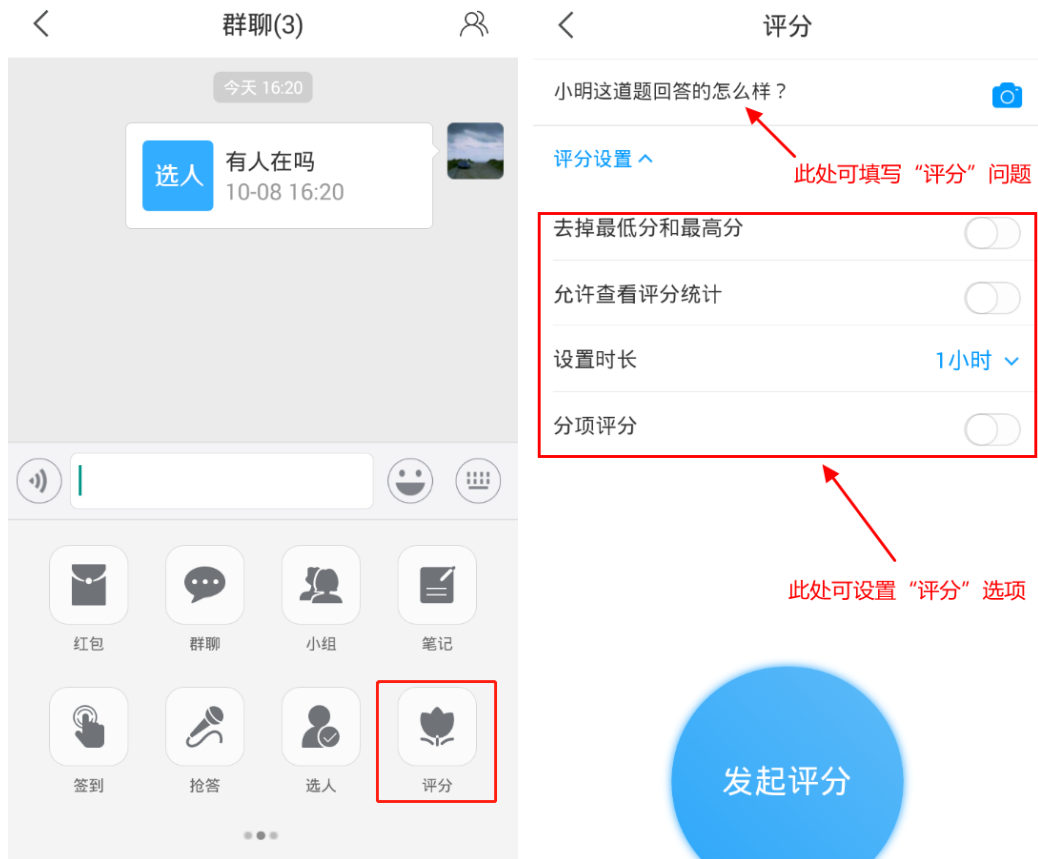 群聊(3)
今天 16:20
选人
有人在吗
10-08 16:20
红包
群聊
小组
笔记
签到
抢答
选人
评分
评分
小明这道题回答的怎么样？
评分设置
此处可填写“评分”问题
去掉最低分和最高分
允许查看评分统计
设置时长
1小时
分项评分
此处可设置“评分”选项
发起评分